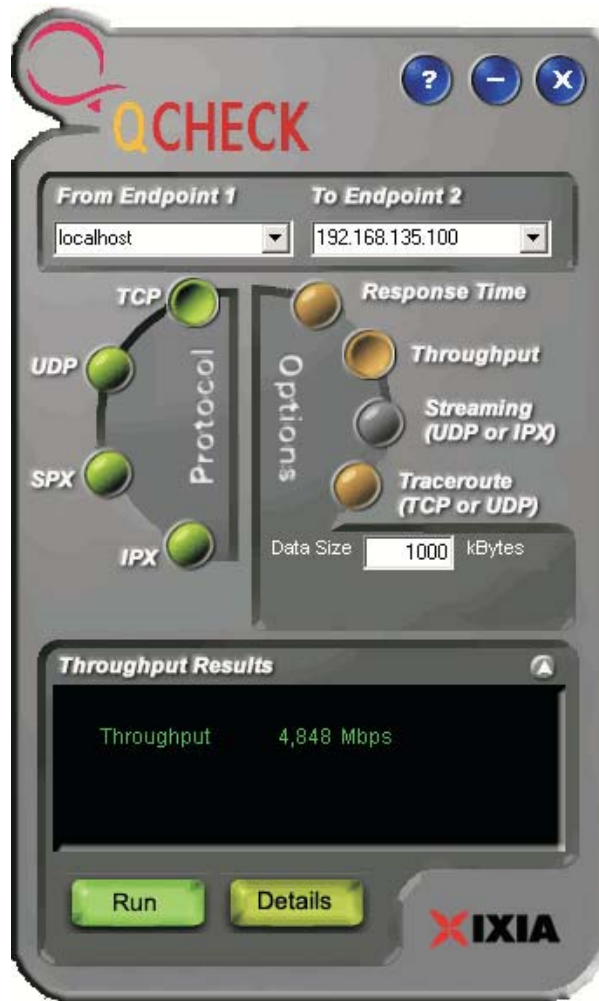 ?
–
X
QCHECK
From Endpoint 1
To Endpoint 2
localhost
192.168.135.100
TCP
UDP
SPX
IPX
Protocol
Options
Response Time
Throughput
Streaming
(UDP or IPX)
Traceroute
(TCP or UDP)
Data Size 1000 kBytes
Throughput Results
Throughput 4,848 Mbps
Run
Details
IXIA